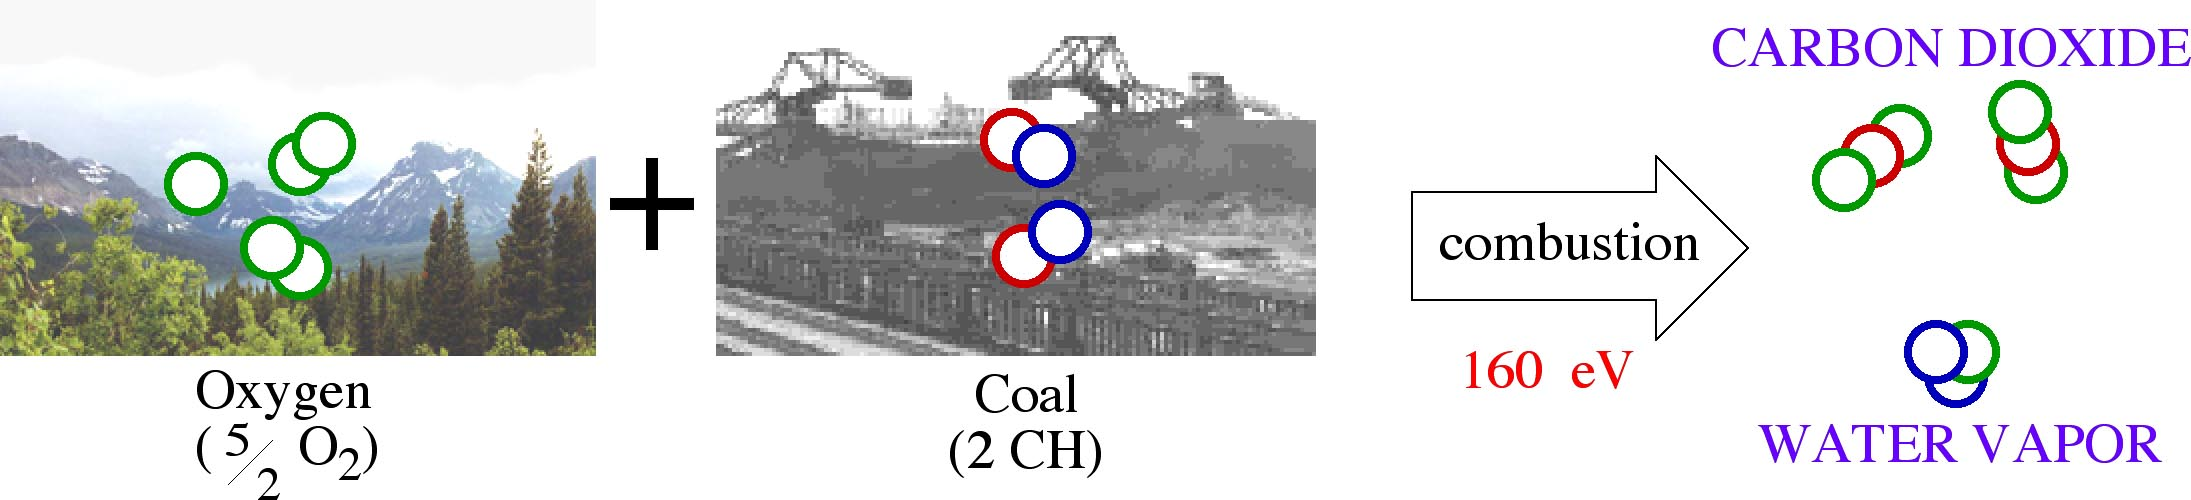 Oxygen
( 5/2 O2)
+
Coal
(2 CH)
combustion
160 eV
CARBON DIOXIDE
WATER VAPOR